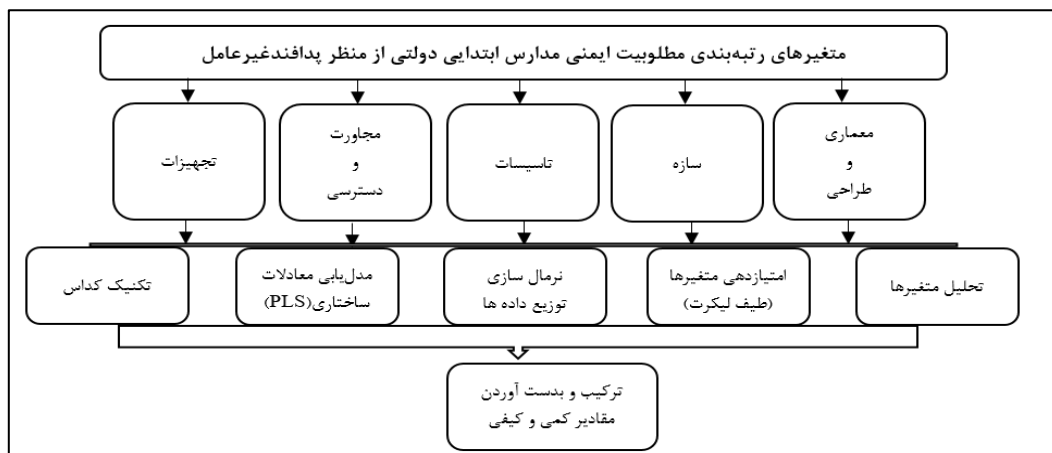 متغیرهای رتبه‌بندی مطلوبیت ایمنی مدارس ابتدایی دولتی از منظر پدافندغیرعامل
معماری
و
طراحی
سازه
تاسیسات
مجاورت
و
دسترسی
تجهیزات
تحلیل متغیرها
امتیازدهی متغیرها
(طیف لیکرت)
نرمال سازی
توزیع داده ها
مدل‌یابی معادلات
ساختاری(PLS)
تکنیک کداس
ترکیب و بدست آوردن
مقادیر کمی و کیفی